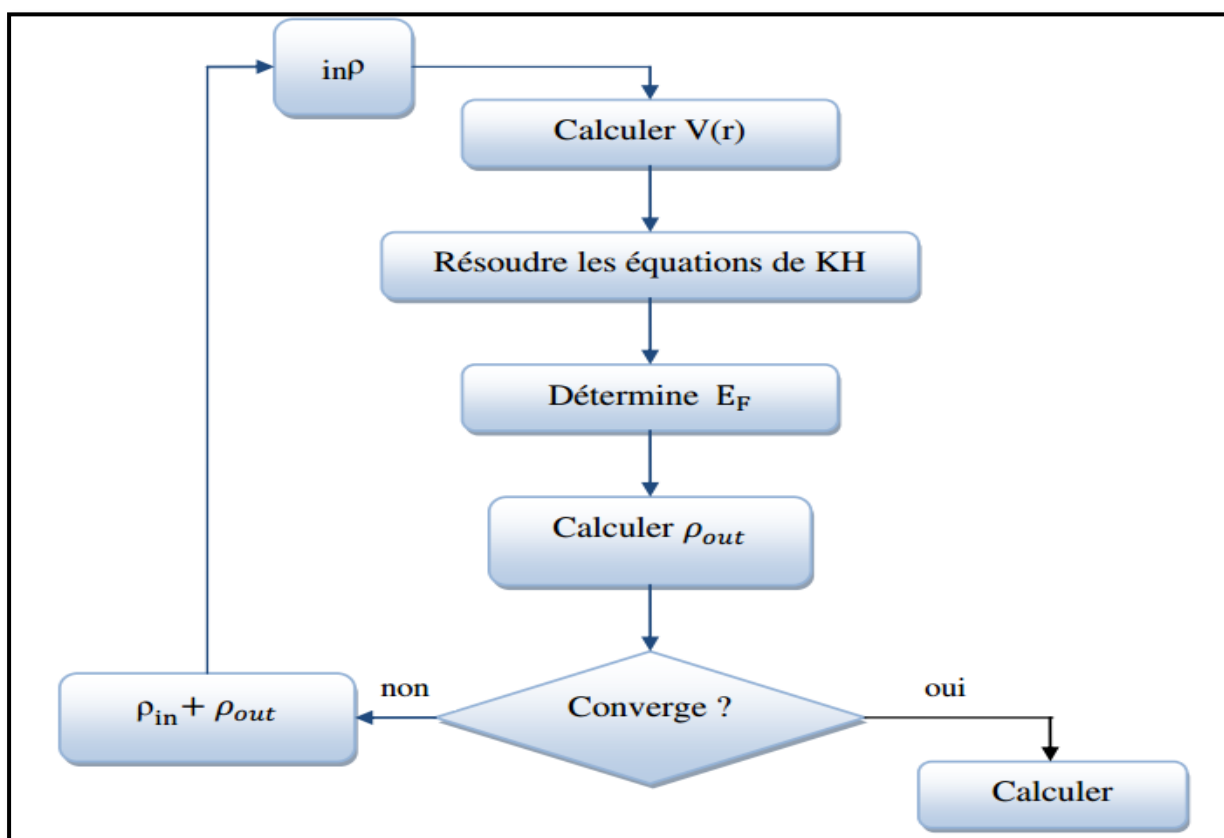 inρ
Calculer V(r)
Résoudre les équations de KH
Détermine E_F
Calculer ρ_out
Converge ?
non
oui
ρ_in + ρ_out
Calculer